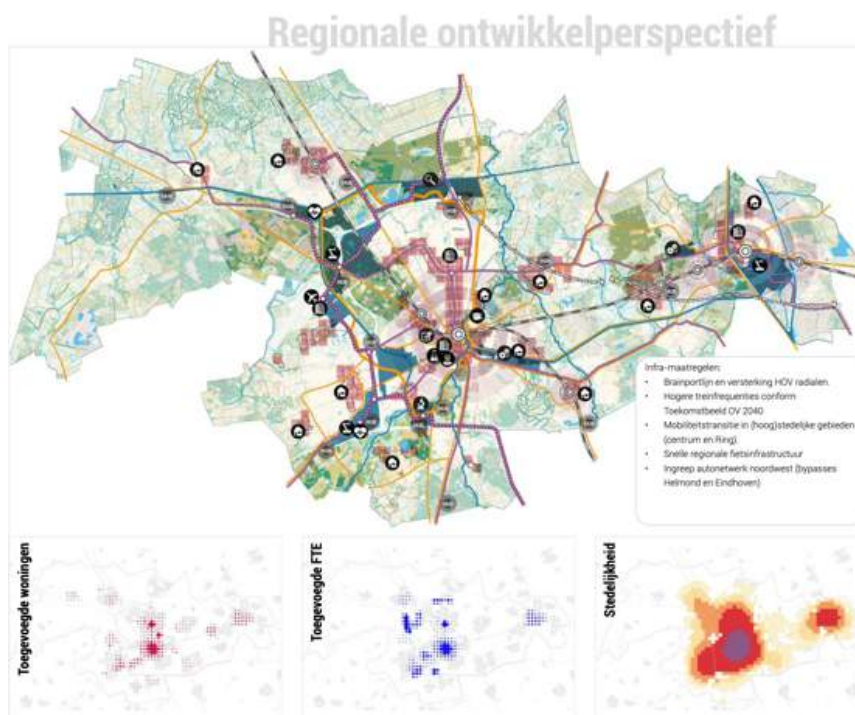 Regionale ontwikkelperspectief
Infra-maatregelen:
• Brainportlijn en versterking HOV radialen.
• Hogere treinfrequenties conform
Toekomstbeeld OV 2040
• Mobiliteitstransitie in (hoog)stedelijke gebieden
(centrum en Ring).
• Snelle regionale fietsinfrastructuur
• Ingreep autonetwerk noordwest (bypasses
Helmond en Eindhoven)
Toegevoegde woningen
Toegevoegde FTE
Stedelijkheid